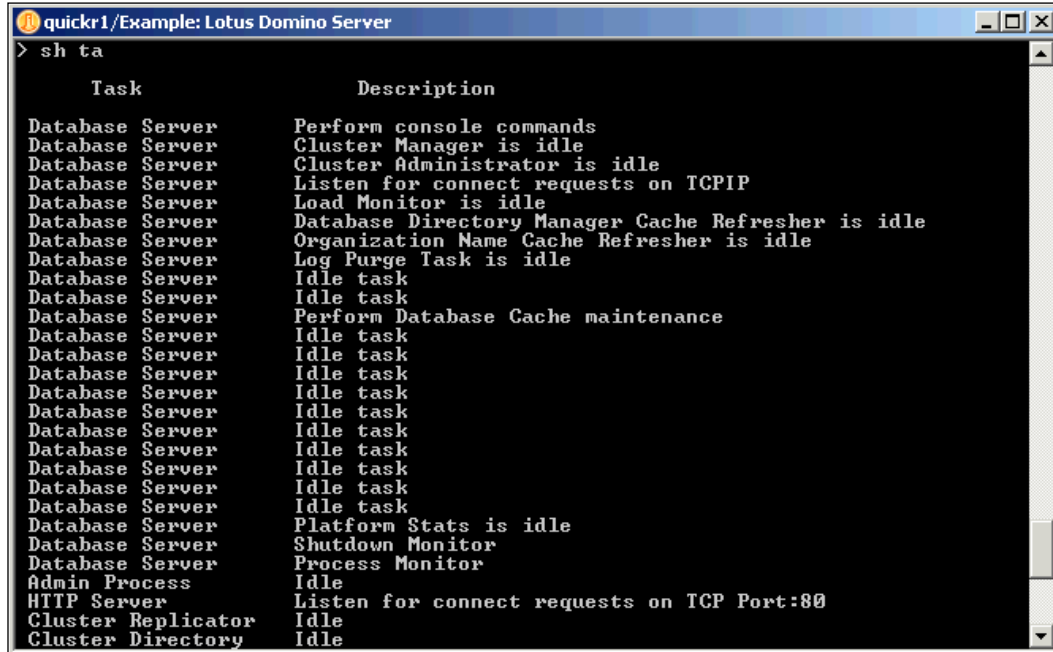 quickr1/Example: Lotus Domino Server
> sh ta
Task Description
Database Server Perform console commands
Database Server Cluster Manager is idle
Database Server Cluster Administrator is idle
Database Server Listen for connect requests on TCPIP
Database Server Load Monitor is idle
Database Server Database Directory Manager Cache Refresher is idle
Database Server Organization Name Cache Refresher is idle
Database Server Log Purge Task is idle
Database Server Idle task
Database Server Idle task
Database Server Perform Database Cache maintenance
Database Server Idle task
Database Server Idle task
Database Server Idle task
Database Server Idle task
Database Server Idle task
Database Server Idle task
Database Server Idle task
Database Server Idle task
Database Server Idle task
Database Server Idle task
Database Server Platform Stats is idle
Database Server Shutdown Monitor
Database Server Process Monitor
Admin Process Idle
HTTP Server Listen for connect requests on TCP Port:80
Cluster Replicator Idle
Cluster Directory Idle